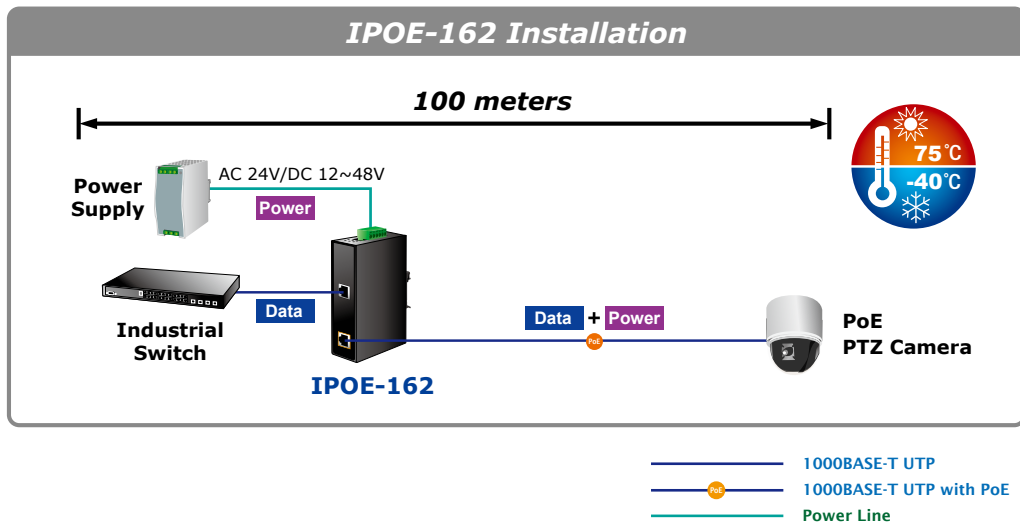 IPOE-162 Installation
100 meters
75°C
-40°C
Power
Supply
AC 24V/DC 12~48V
Power
Industrial
Switch
Data
IPOE-162
Data + Power
PoE
PoE
PTZ Camera
1000BASE-T UTP
PoE
1000BASE-T UTP with PoE
Power Line